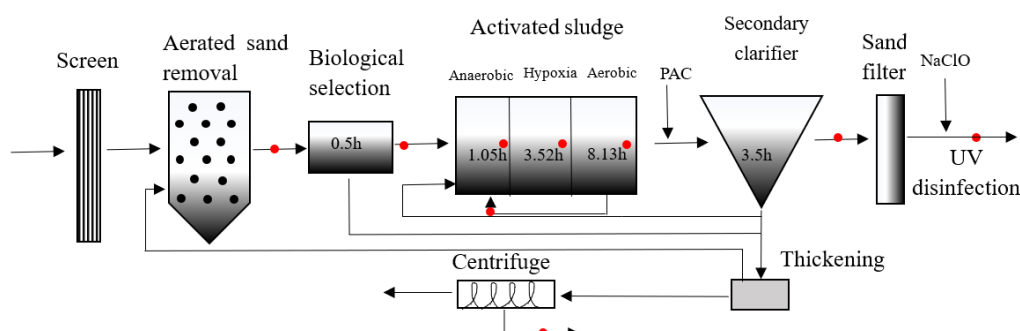 Screen
Aerated sand
removal
Biological
selection
0.5h
Activated sludge
Anaerobic
Hypoxia
Aerobic
1.05h
3.52h
8.13h
PAC
Secondary
clarifier
3.5h
Sand
filter
NaClO
UV
disinfection
Centrifuge
Thickening